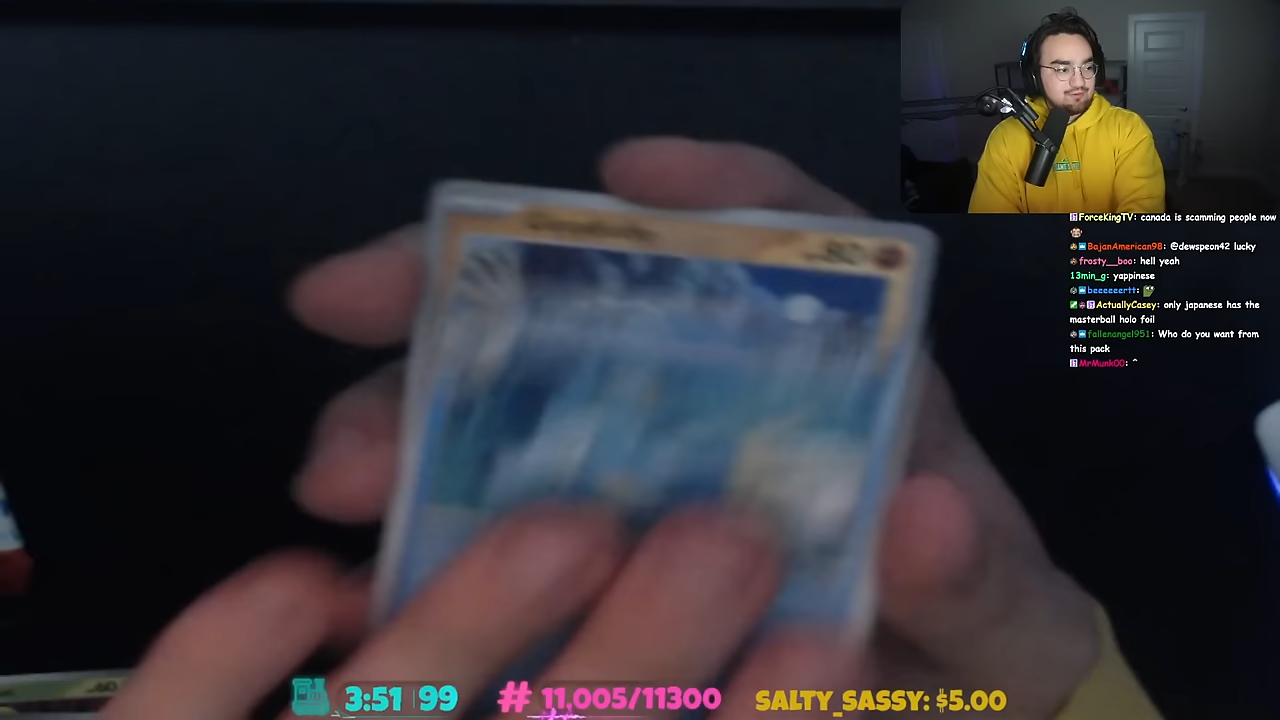 ForceKingTV: canada is scamming people now
BajanAmerican98: @dewspeon42 lucky
frosty__boo: hell yeah
13min_g: yappinese
beeeeeertt:
ActuallyCasey: only japanese has the
masterball holo foil
fallenangel951: Who do you want from
this pack
MrMunk00: ^
3:51 | 99
# 11,005/11300
SALTY_SASSY: $5.00